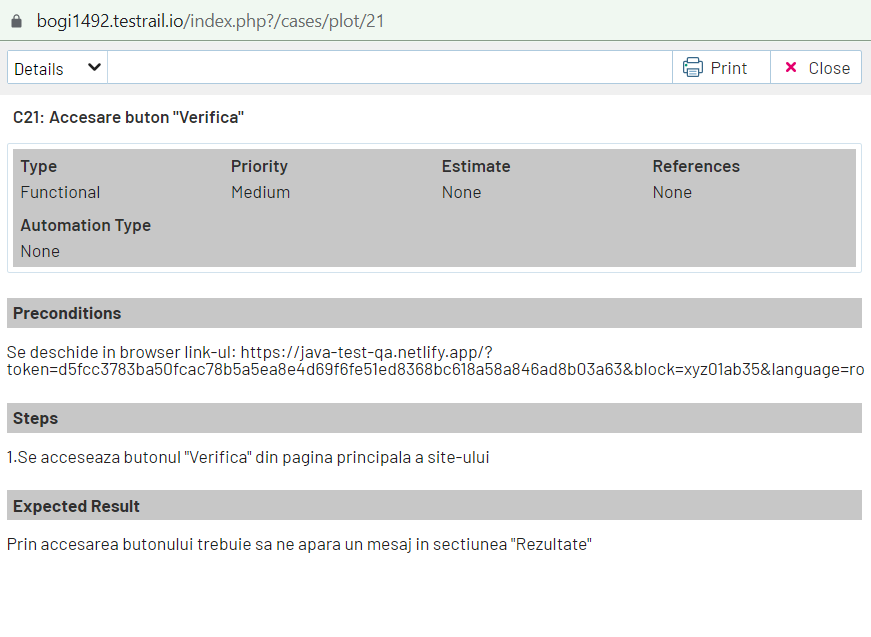 bogi1492.testrail.io/index.php?/cases/plot/21
Details
Print
Close
C21: Accesare buton "Verifica"
Type Priority Estimate References
Functional Medium None None
Automation Type
None
Preconditions
Se deschide in browser link-ul: https://java-test-qa.netlify.app/?
token=d5fcc3783ba50fcac78b5a5ea8e4d69f6fe51ed8368bc618a58a846ad8b03a63&block=xyz01ab35&language=ro
Steps
1.Se acceseaza butonul "Verifica" din pagina principala a site-ului
Expected Result
Prin accesarea butonului trebuie sa ne apara un mesaj in sectiunea "Rezultate"